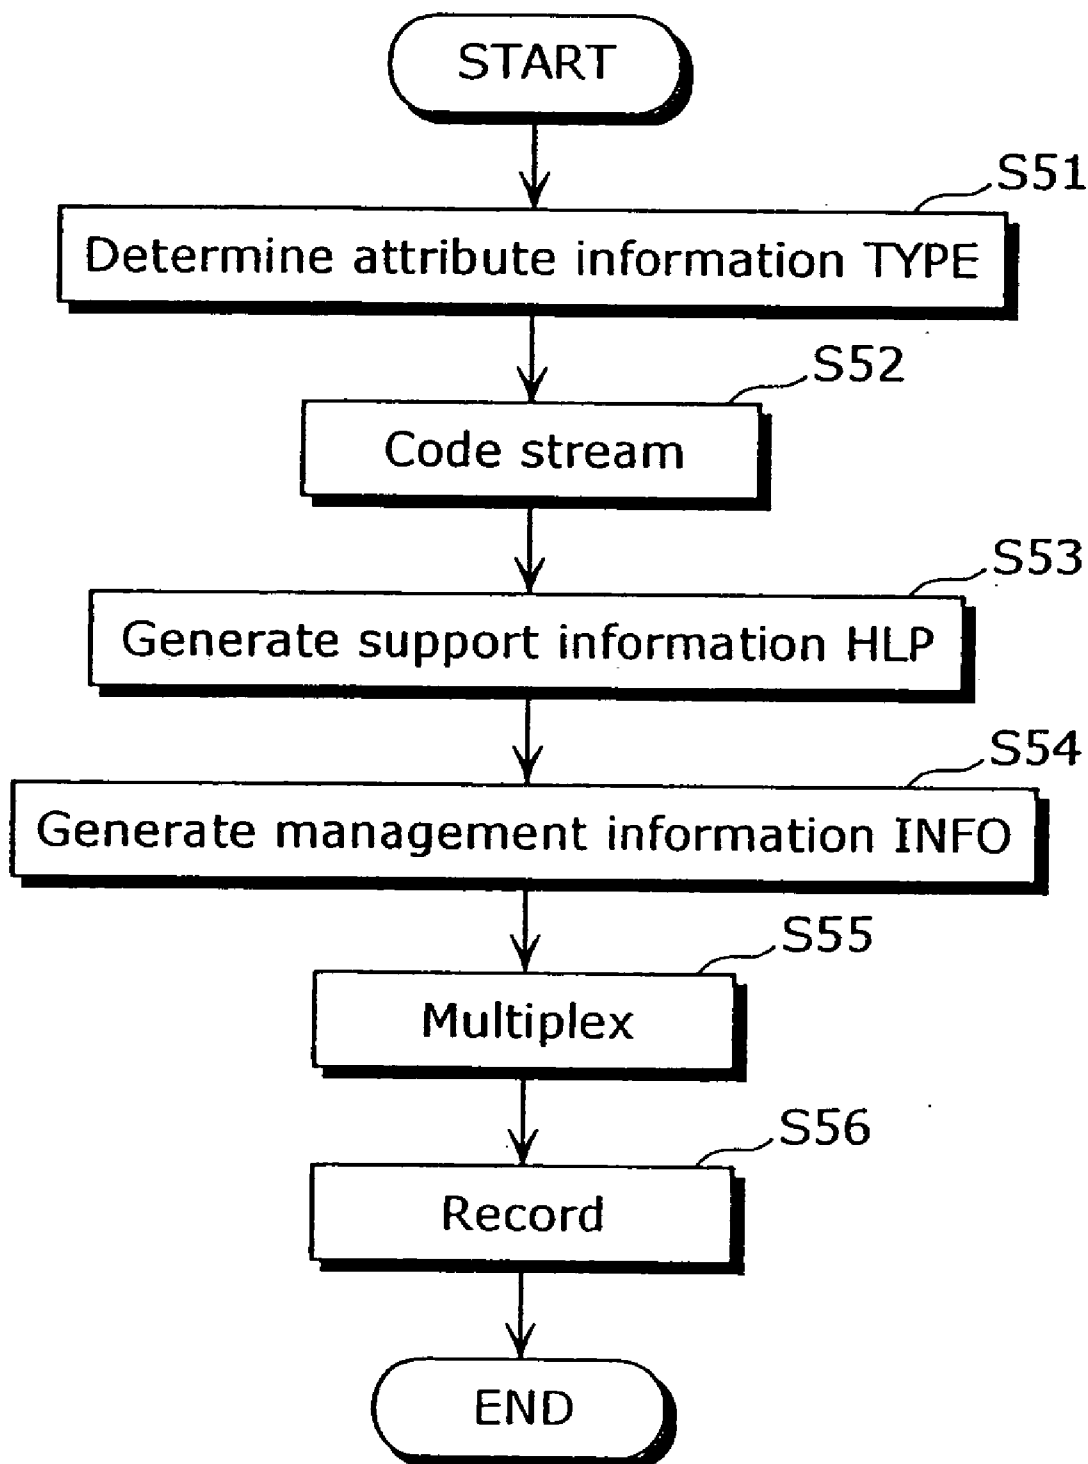 START
S51
Determine attribute information TYPE
S52
Code stream
S53
Generate support information HLP
S54
Generate management information INFO
S55
Multiplex
S56
Record
END